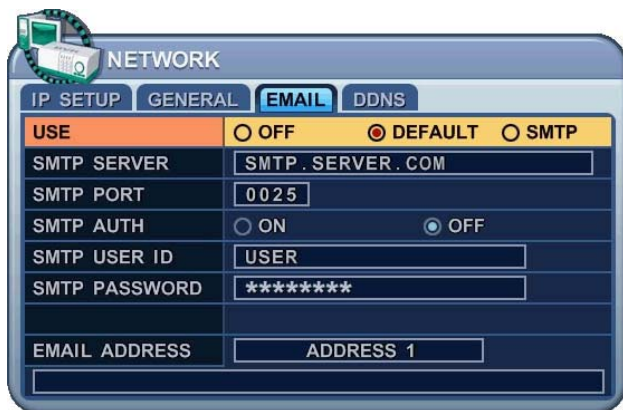 NETWORK
IP SETUP GENERAL EMAIL DDNS
USE OFF DEFAULT SMTP
SMTP SERVER SMTP.SERVER.COM
SMTP PORT 0025
SMTP AUTH ON OFF
SMTP USER ID USER
SMTP PASSWORD ********
EMAIL ADDRESS ADDRESS 1